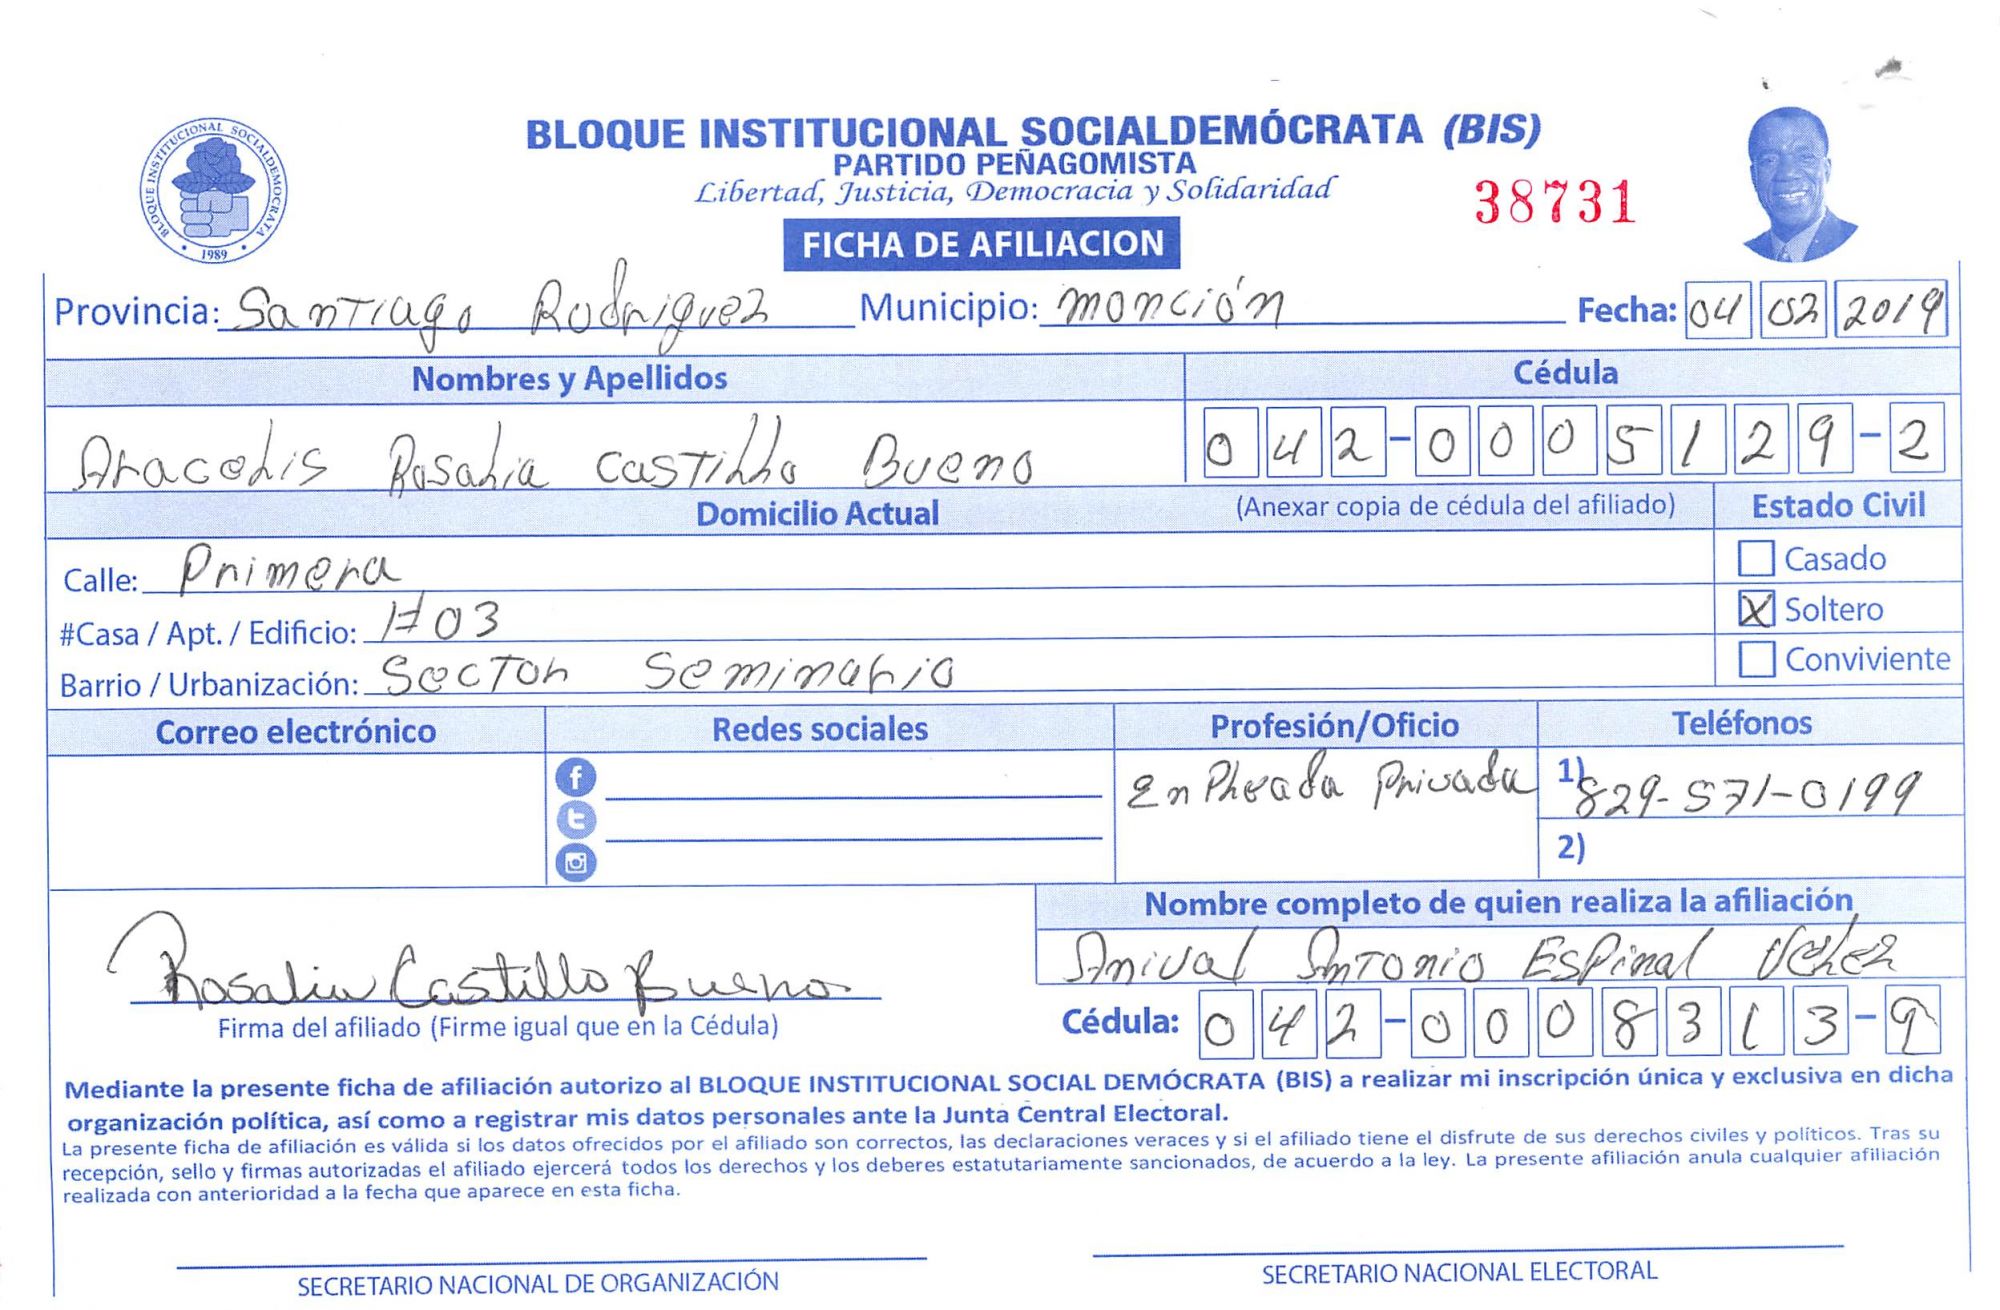 BLOQUE INSTITUCIONAL SOCIALDEMOCRATA
1989
BLOQUE INSTITUCIONAL SOCIALDEMÓCRATA (BIS)
PARTIDO PEÑAGOMISTA
Libertad, Justicia, Democracia y Solidaridad
38731
FICHA DE AFILIACION
Provincia: Santiago Rodriguez Municipio: monción Fecha: 04 02 2019
Nombres y Apellidos Cédula
Aracelis Rosalia Castillo Bueno 042-0005129-2
Domicilio Actual (Anexar copia de cédula del afiliado) Estado Civil
Calle: Primera Casado
#Casa / Apt. / Edificio: #03 X Soltero
Barrio / Urbanización: Sector Seminario Conviviente
Correo electrónico Redes sociales Profesión/Oficio Teléfonos
EnPleada Privada 1) 829-571-0199
2)
Nombre completo de quien realiza la afiliación
Anival Antonio Espinal Velez
Rosalia Castillo Bueno
Firma del afiliado (Firme igual que en la Cédula) Cédula: 042-0008313-9
Mediante la presente ficha de afiliación autorizo al BLOQUE INSTITUCIONAL SOCIAL DEMÓCRATA (BIS) a realizar mi inscripción única y exclusiva en dicha
organización política, así como a registrar mis datos personales ante la Junta Central Electoral.
La presente ficha de afiliación es válida si los datos ofrecidos por el afiliado son correctos, las declaraciones veraces y si el afiliado tiene el disfrute de sus derechos civiles y políticos. Tras su
recepción, sello y firmas autorizadas el afiliado ejercerá todos los derechos y los deberes estatutariamente sancionados, de acuerdo a la ley. La presente afiliación anula cualquier afiliación
realizada con anterioridad a la fecha que aparece en esta ficha.
SECRETARIO NACIONAL DE ORGANIZACIÓN SECRETARIO NACIONAL ELECTORAL